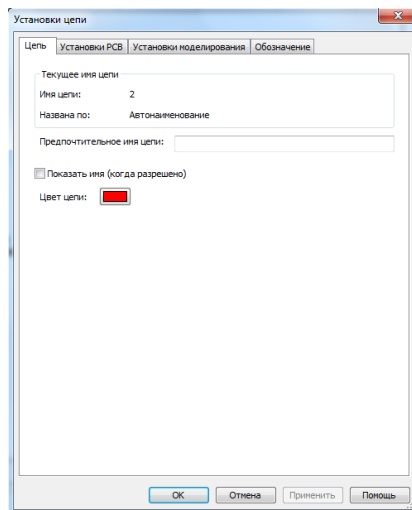 Установки цепи
Цепь Установки PCB Установки моделирования Обозначение
Текущее имя цепи
Имя цепи: 2
Названа по: Автонаименование
Предпочтительное имя цепи:
Показать имя (когда разрешено)
Цвет цепи:
OK Отмена Применить Помощь